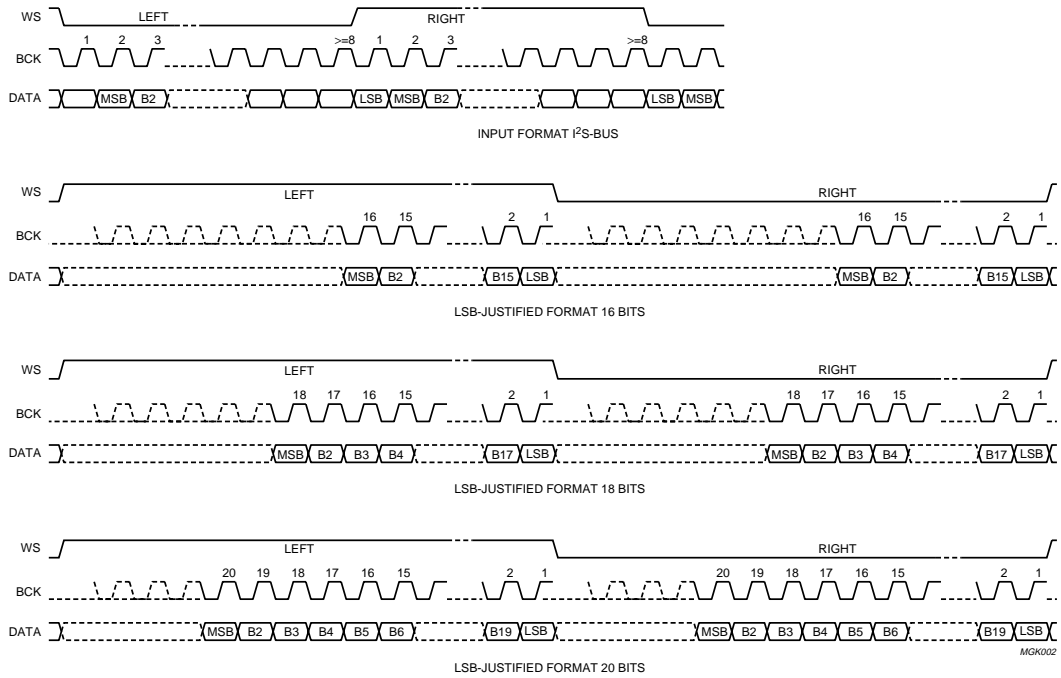 WS LEFT RIGHT
1 2 3 >=8 1 2 3 >=8
BCK
DATA MSB B2 LSB MSB B2 LSB MSB
INPUT FORMAT I²S-BUS
WS LEFT RIGHT
16 15 2 1 16 15 2 1
BCK
DATA MSB B2 B15 LSB MSB B2 B15 LSB
LSB-JUSTIFIED FORMAT 16 BITS
WS LEFT RIGHT
18 17 16 15 2 1 18 17 16 15 2 1
BCK
DATA MSB B2 B3 B4 B17 LSB MSB B2 B3 B4 B17 LSB
LSB-JUSTIFIED FORMAT 18 BITS
WS LEFT RIGHT
20 19 18 17 16 15 2 1 20 19 18 17 16 15 2 1
BCK
DATA MSB B2 B3 B4 B5 B6 B19 LSB MSB B2 B3 B4 B5 B6 B19 LSB
MGK002
LSB-JUSTIFIED FORMAT 20 BITS